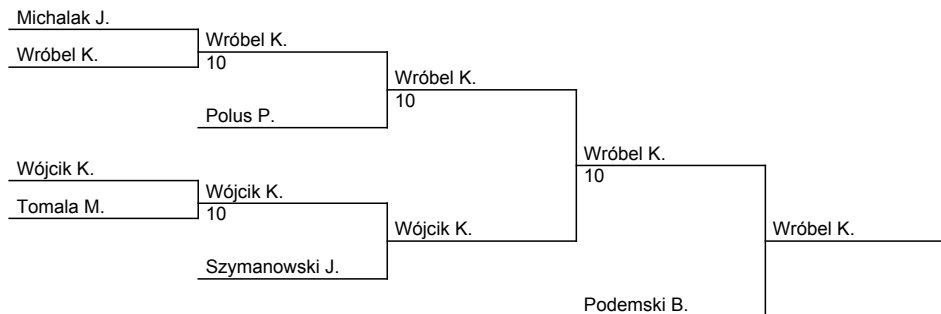 Michalak J.
Wróbel K.
Wróbel K.
10
Wróbel K.
10
Polus P.
Wójcik K.
Wróbel K.
10
Wójcik K.
Tomala M.
10
Wójcik K.
Wróbel K.
Szymanowski J.
Podemski B.